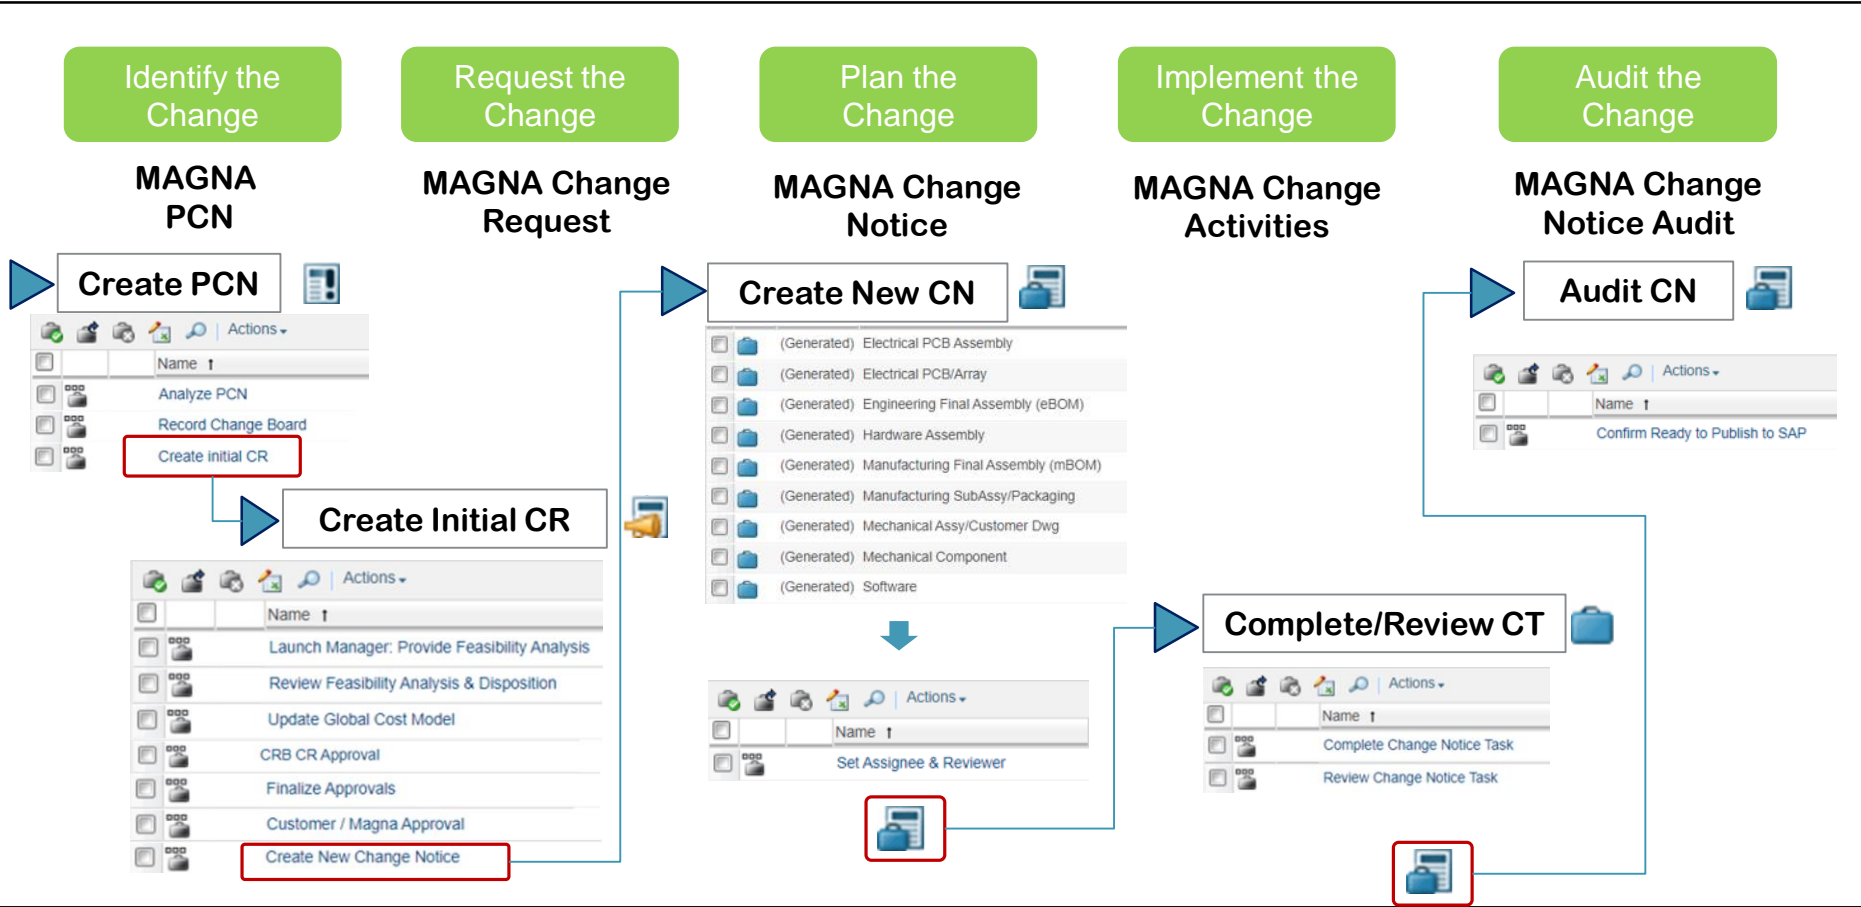 Identify the
Change
Request the
Change
Plan the
Change
Implement the
Change
Audit the
Change
MAGNA
PCN
MAGNA Change
Request
MAGNA Change
Notice
MAGNA Change
Activities
MAGNA Change
Notice Audit
Create PCN
Actions
Name
Analyze PCN
Record Change Board
Create initial CR
Create Initial CR
Actions
Name
Launch Manager: Provide Feasibility Analysis
Review Feasibility Analysis & Disposition
Update Global Cost Model
CRB CR Approval
Finalize Approvals
Customer / Magna Approval
Create New Change Notice
Create New CN
(Generated) Electrical PCB Assembly
(Generated) Electrical PCB/Array
(Generated) Engineering Final Assembly (eBOM)
(Generated) Hardware Assembly
(Generated) Manufacturing Final Assembly (mBOM)
(Generated) Manufacturing SubAssy/Packaging
(Generated) Mechanical Assy/Customer Dwg
(Generated) Mechanical Component
(Generated) Software
Actions
Name
Set Assignee & Reviewer
Complete/Review CT
Actions
Name
Complete Change Notice Task
Review Change Notice Task
Audit CN
Actions
Name
Confirm Ready to Publish to SAP